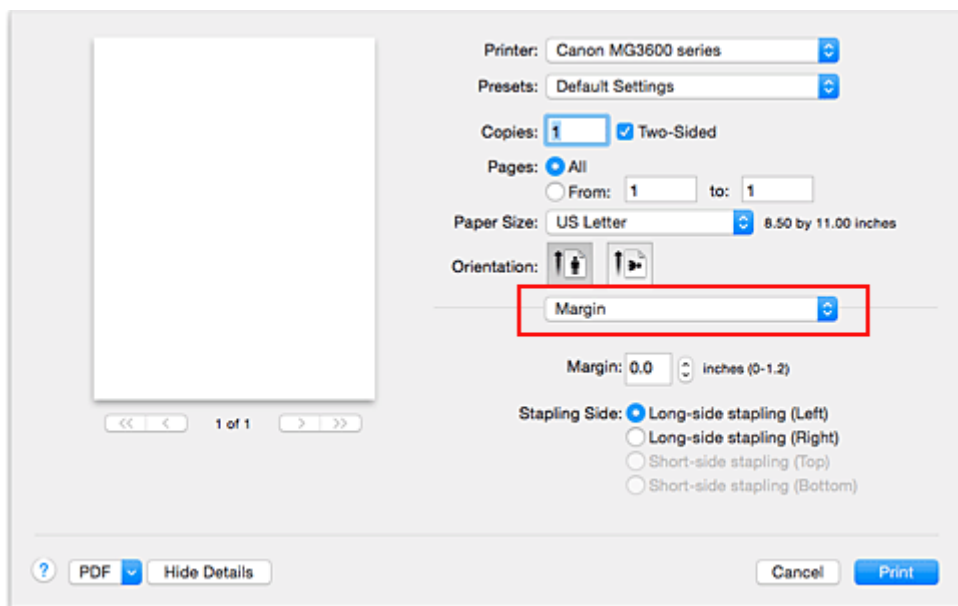 Printer: Canon MG3600 series
Presets: Default Settings
Copies: 1 Two-Sided
Pages: All
From: 1 to: 1
Paper Size: US Letter 8.50 by 11.00 inches
Orientation:
Margin
Margin: 0.0 inches (0-1.2)
Stapling Side: Long-side stapling (Left)
Long-side stapling (Right)
Short-side stapling (Top)
Short-side stapling (Bottom)
1 of 1
? PDF Hide Details Cancel Print